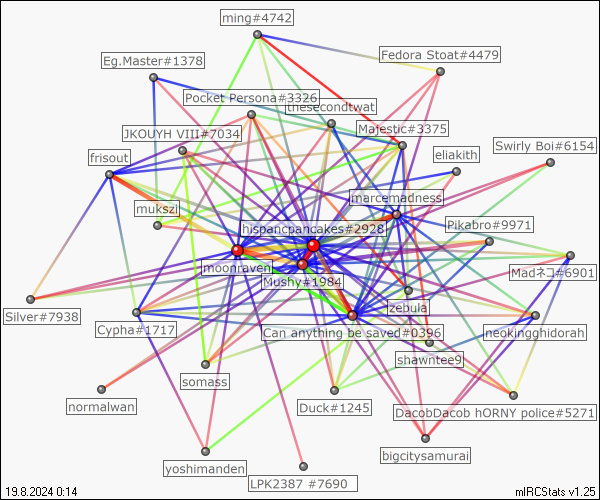 ming#4742
Fedora Stoat#4479
Eg.Master#1378
Pocket Persona#3326
thesecondtwat
Majestic#3375
JKOUYH VIII#7034
Swirly Boi#6154
eliakith
frisout
marcemadness
mukszi
hispancpancakes#2928
Pikabro#9971
moonraven
Mushy#1984
Madネコ#6901
zebula
Silver#7938
Cypha#1717
Can,anything be saved#0396
neokingghidorah
shawntee9
somass
normalwan
Duck#1245
DacobDacob hORNY police#5271
bigcitysamurai
yoshimanden
LPK2387 #7690
19.8.2024 0:14
mIRCStats v1.25